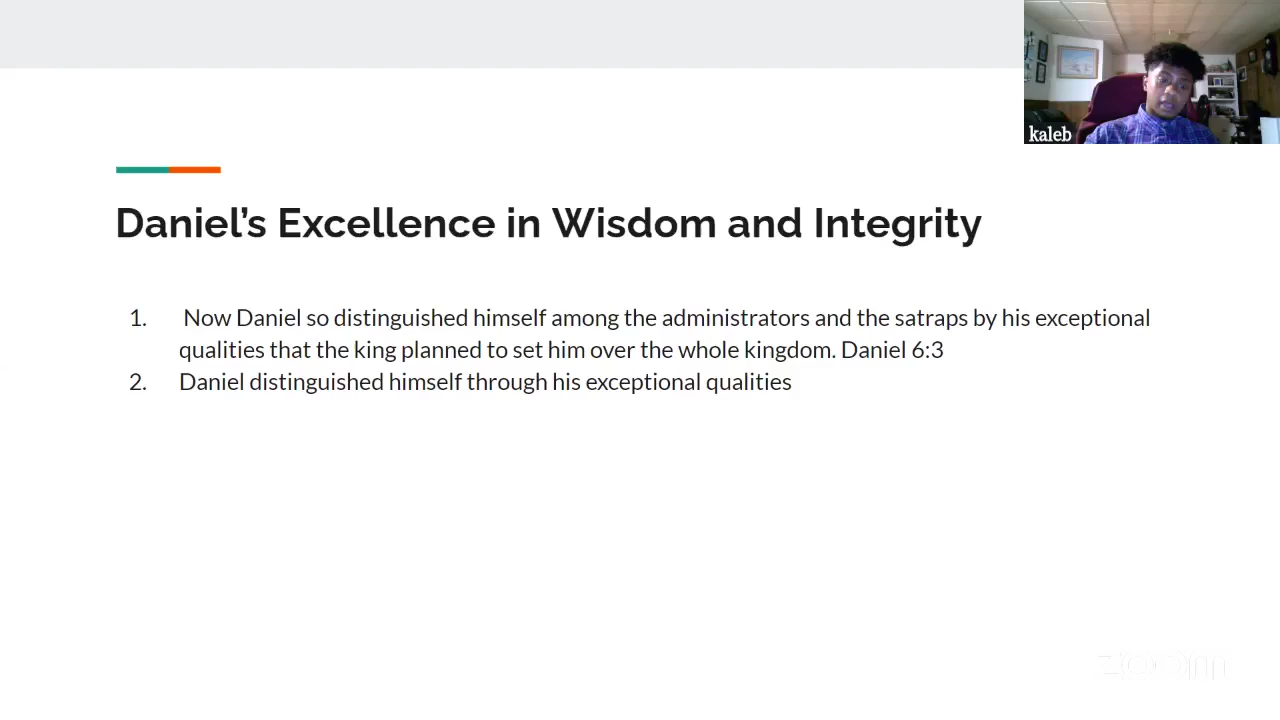 kaleb
Daniel’s Excellence in Wisdom and Integrity
1. Now Daniel so distinguished himself among the administrators and the satraps by his exceptional
qualities that the king planned to set him over the whole kingdom. Daniel 6:3
2. Daniel distinguished himself through his exceptional qualities
zoom